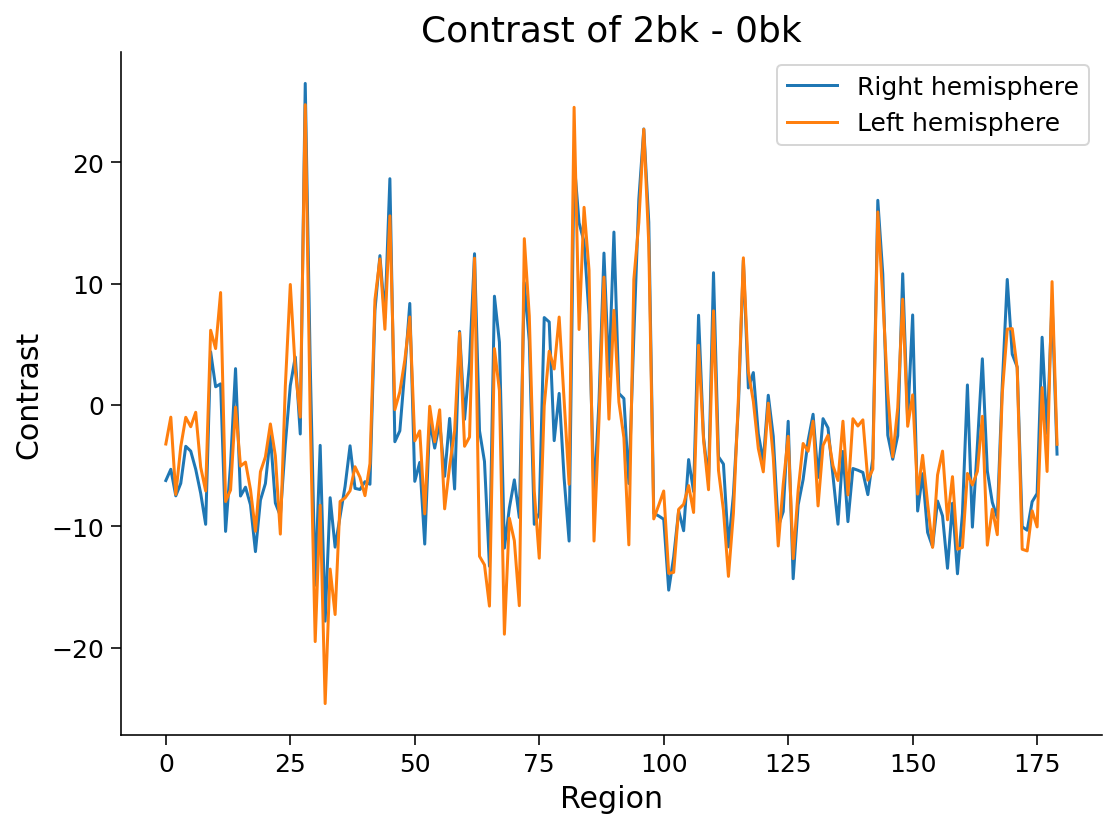 Contrast of 2bk - 0bk
Right hemisphere
Left hemisphere
Contrast
20
10
0
−10
−20
0 25 50 75 100 125 150 175
Region